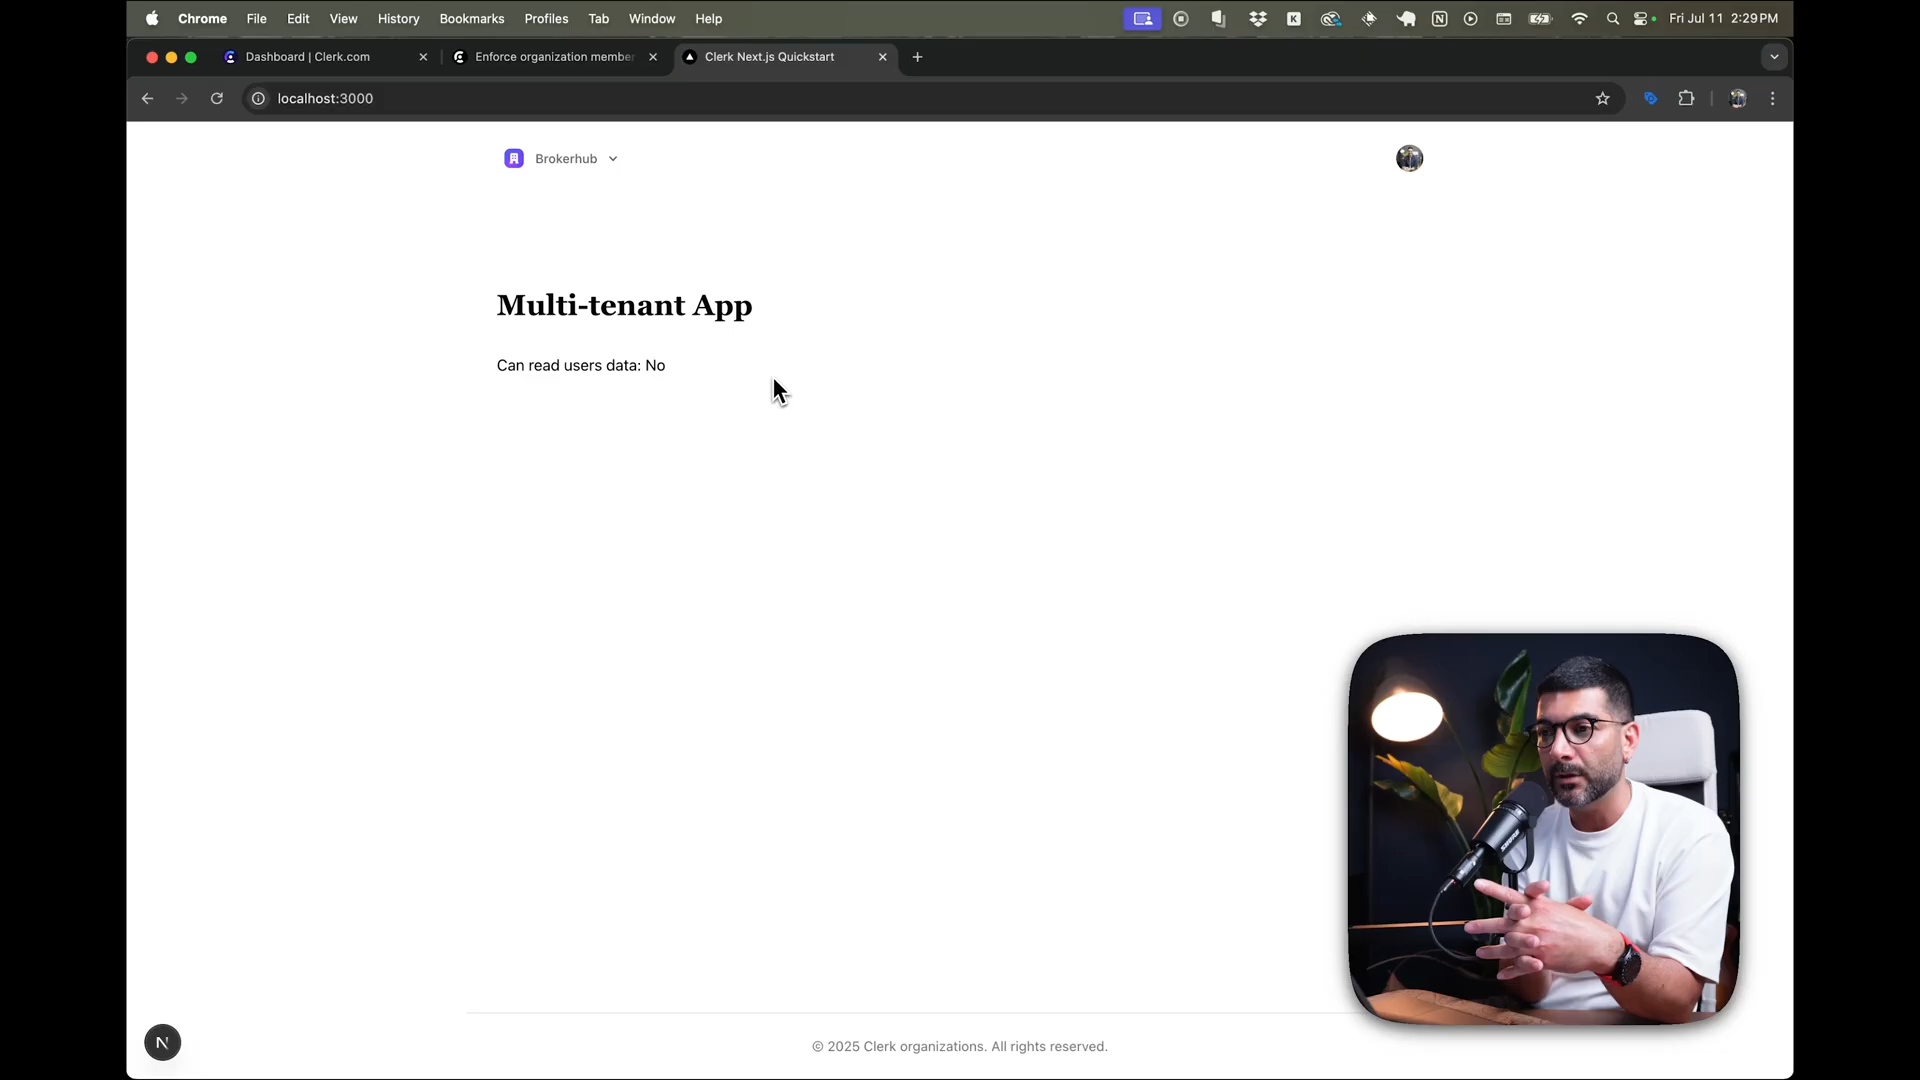 Chrome File Edit View History Bookmarks Profiles Tab Window Help
Fri Jul 11 2:29 PM
Dashboard | Clerk.com
Enforce organization member
Clerk Next.js Quickstart
localhost:3000
Brokerhub
Multi-tenant App
Can read users data: No
SHURE
© 2025 Clerk organizations. All rights reserved.
N